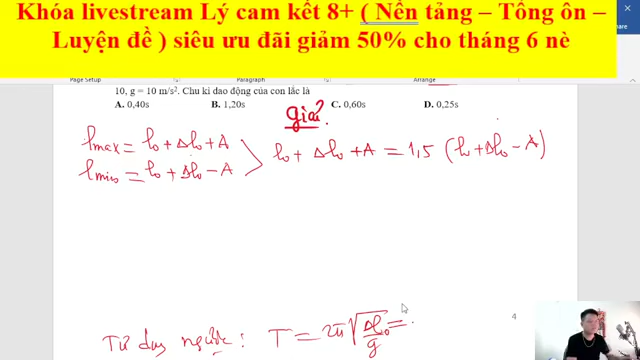 Khóa livestream Lý cam kết 8+ ( Nền tảng – Tổng ôn –
Luyện đề ) siêu ưu đãi giảm 50% cho tháng 6 nè
Page Setup Paragraph Arrange
10, g = 10 m/s². Chu kì dao động của con lắc là
A. 0,40s B. 1,20s C. 0,60s D. 0,25s
giải
lmax = l₀ + Δl₀ + A
l₀ + Δl₀ + A = 1,5 (l₀ + Δl₀ – A)
lmin = l₀ + Δl₀ – A
4
Tư duy ngược: T = 2π√(Δl₀/g) =